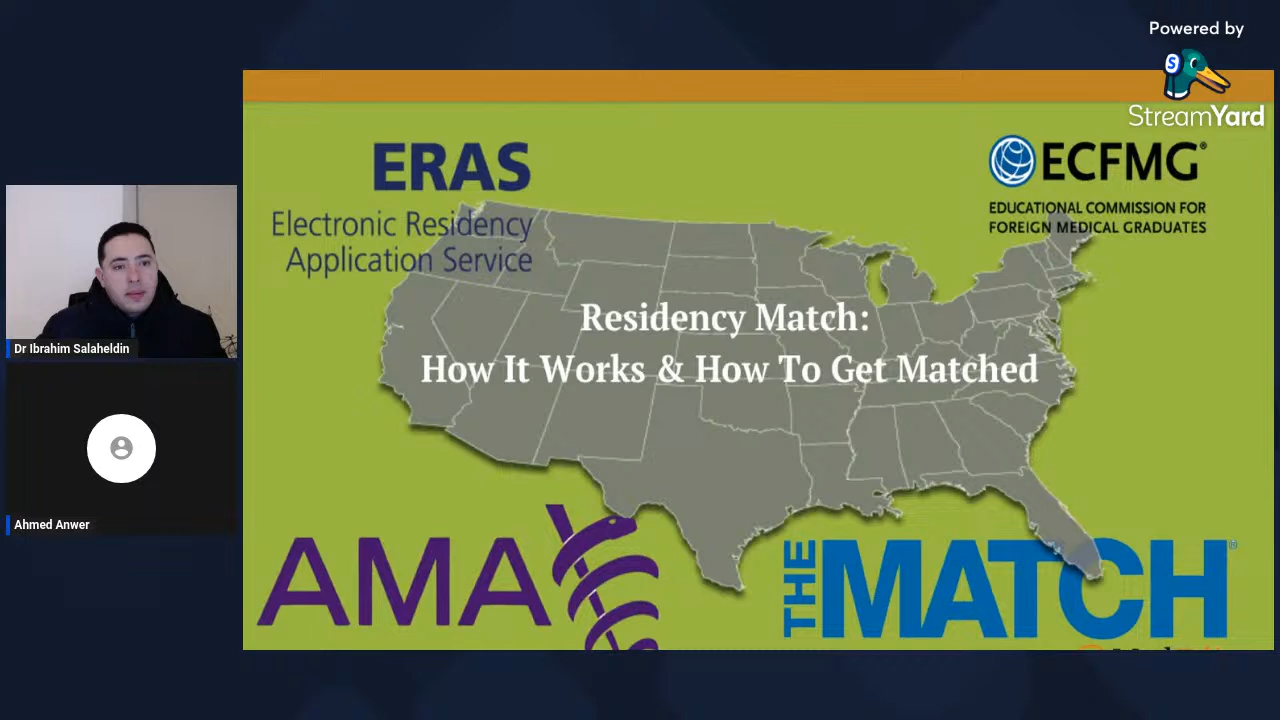 Powered by
StreamYard
ERAS
Electronic Residency
Application Service
ECFMG®
EDUCATIONAL COMMISSION FOR
FOREIGN MEDICAL GRADUATES
Residency Match:
How It Works & How To Get Matched
Dr Ibrahim Salaheldin
Ahmed Anwer
AMA
THE MATCH®